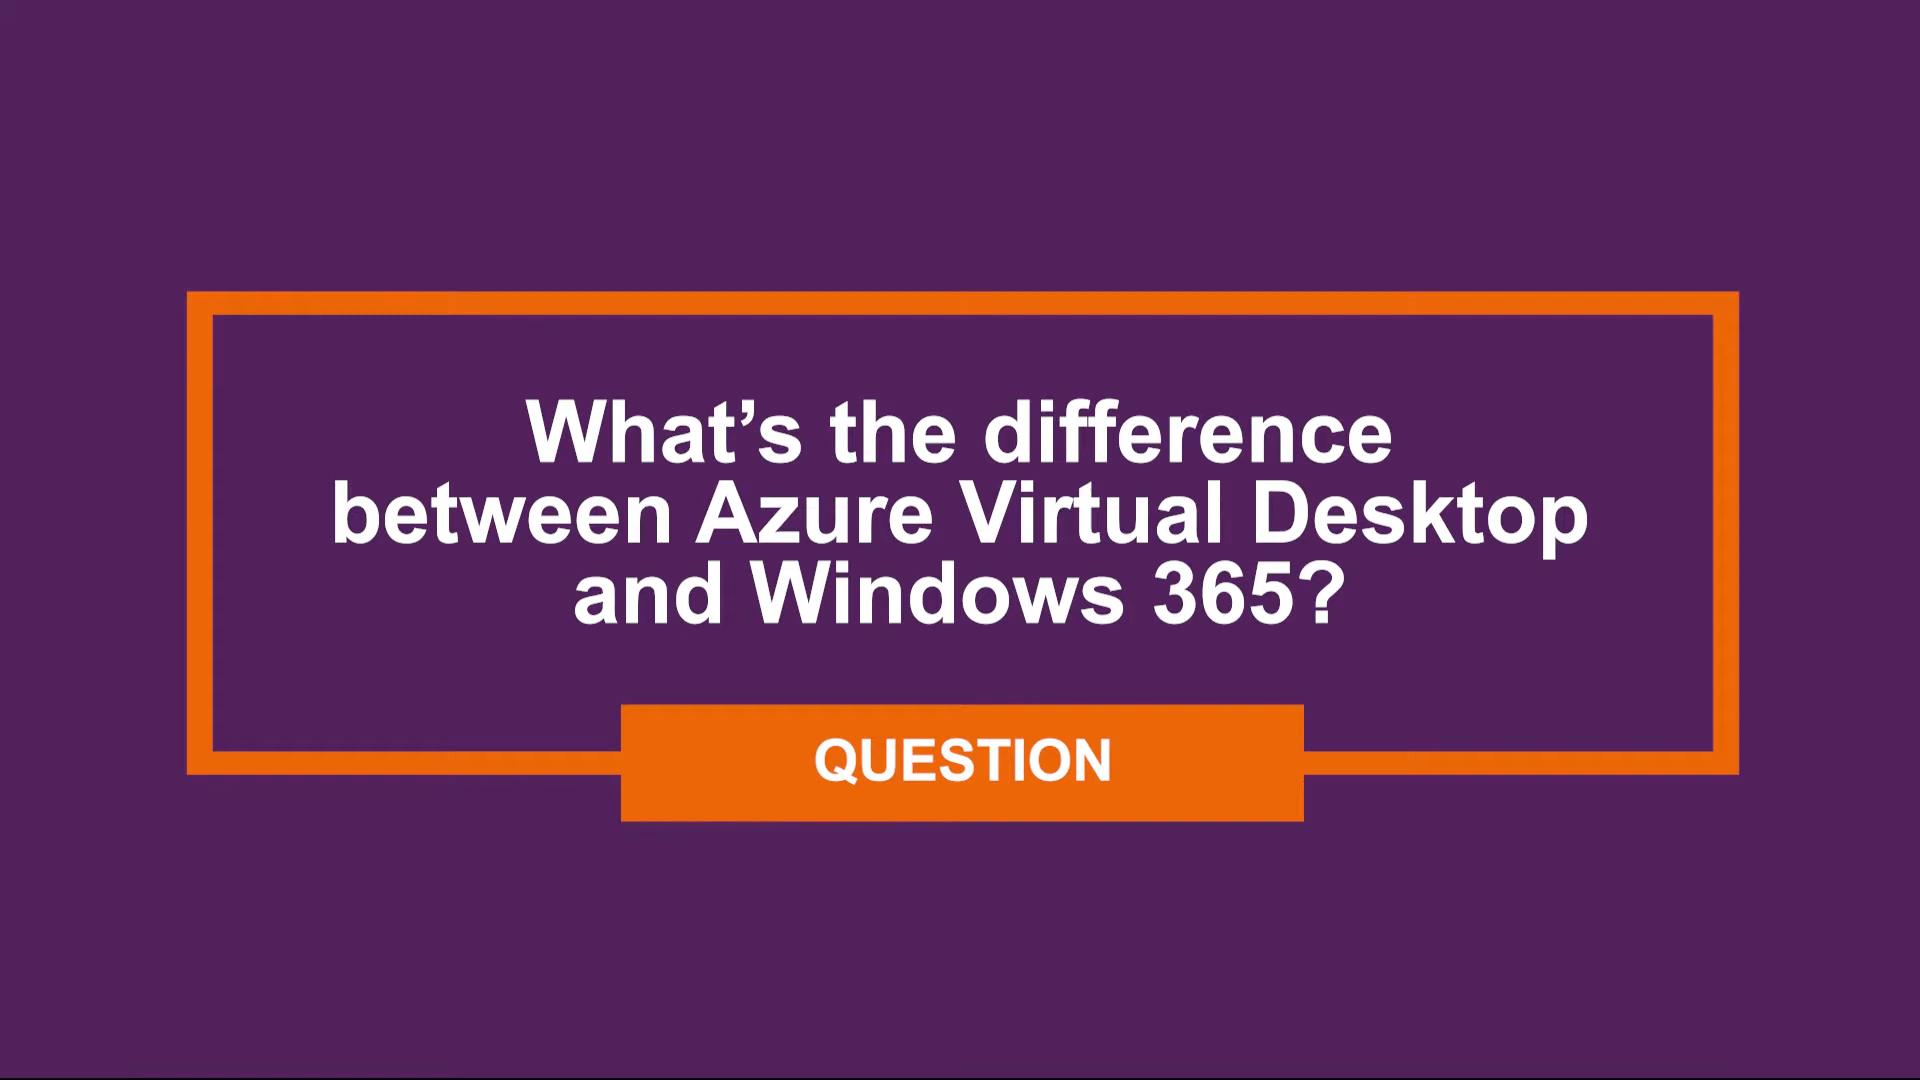 What’s the difference
between Azure Virtual Desktop
and Windows 365?
QUESTION